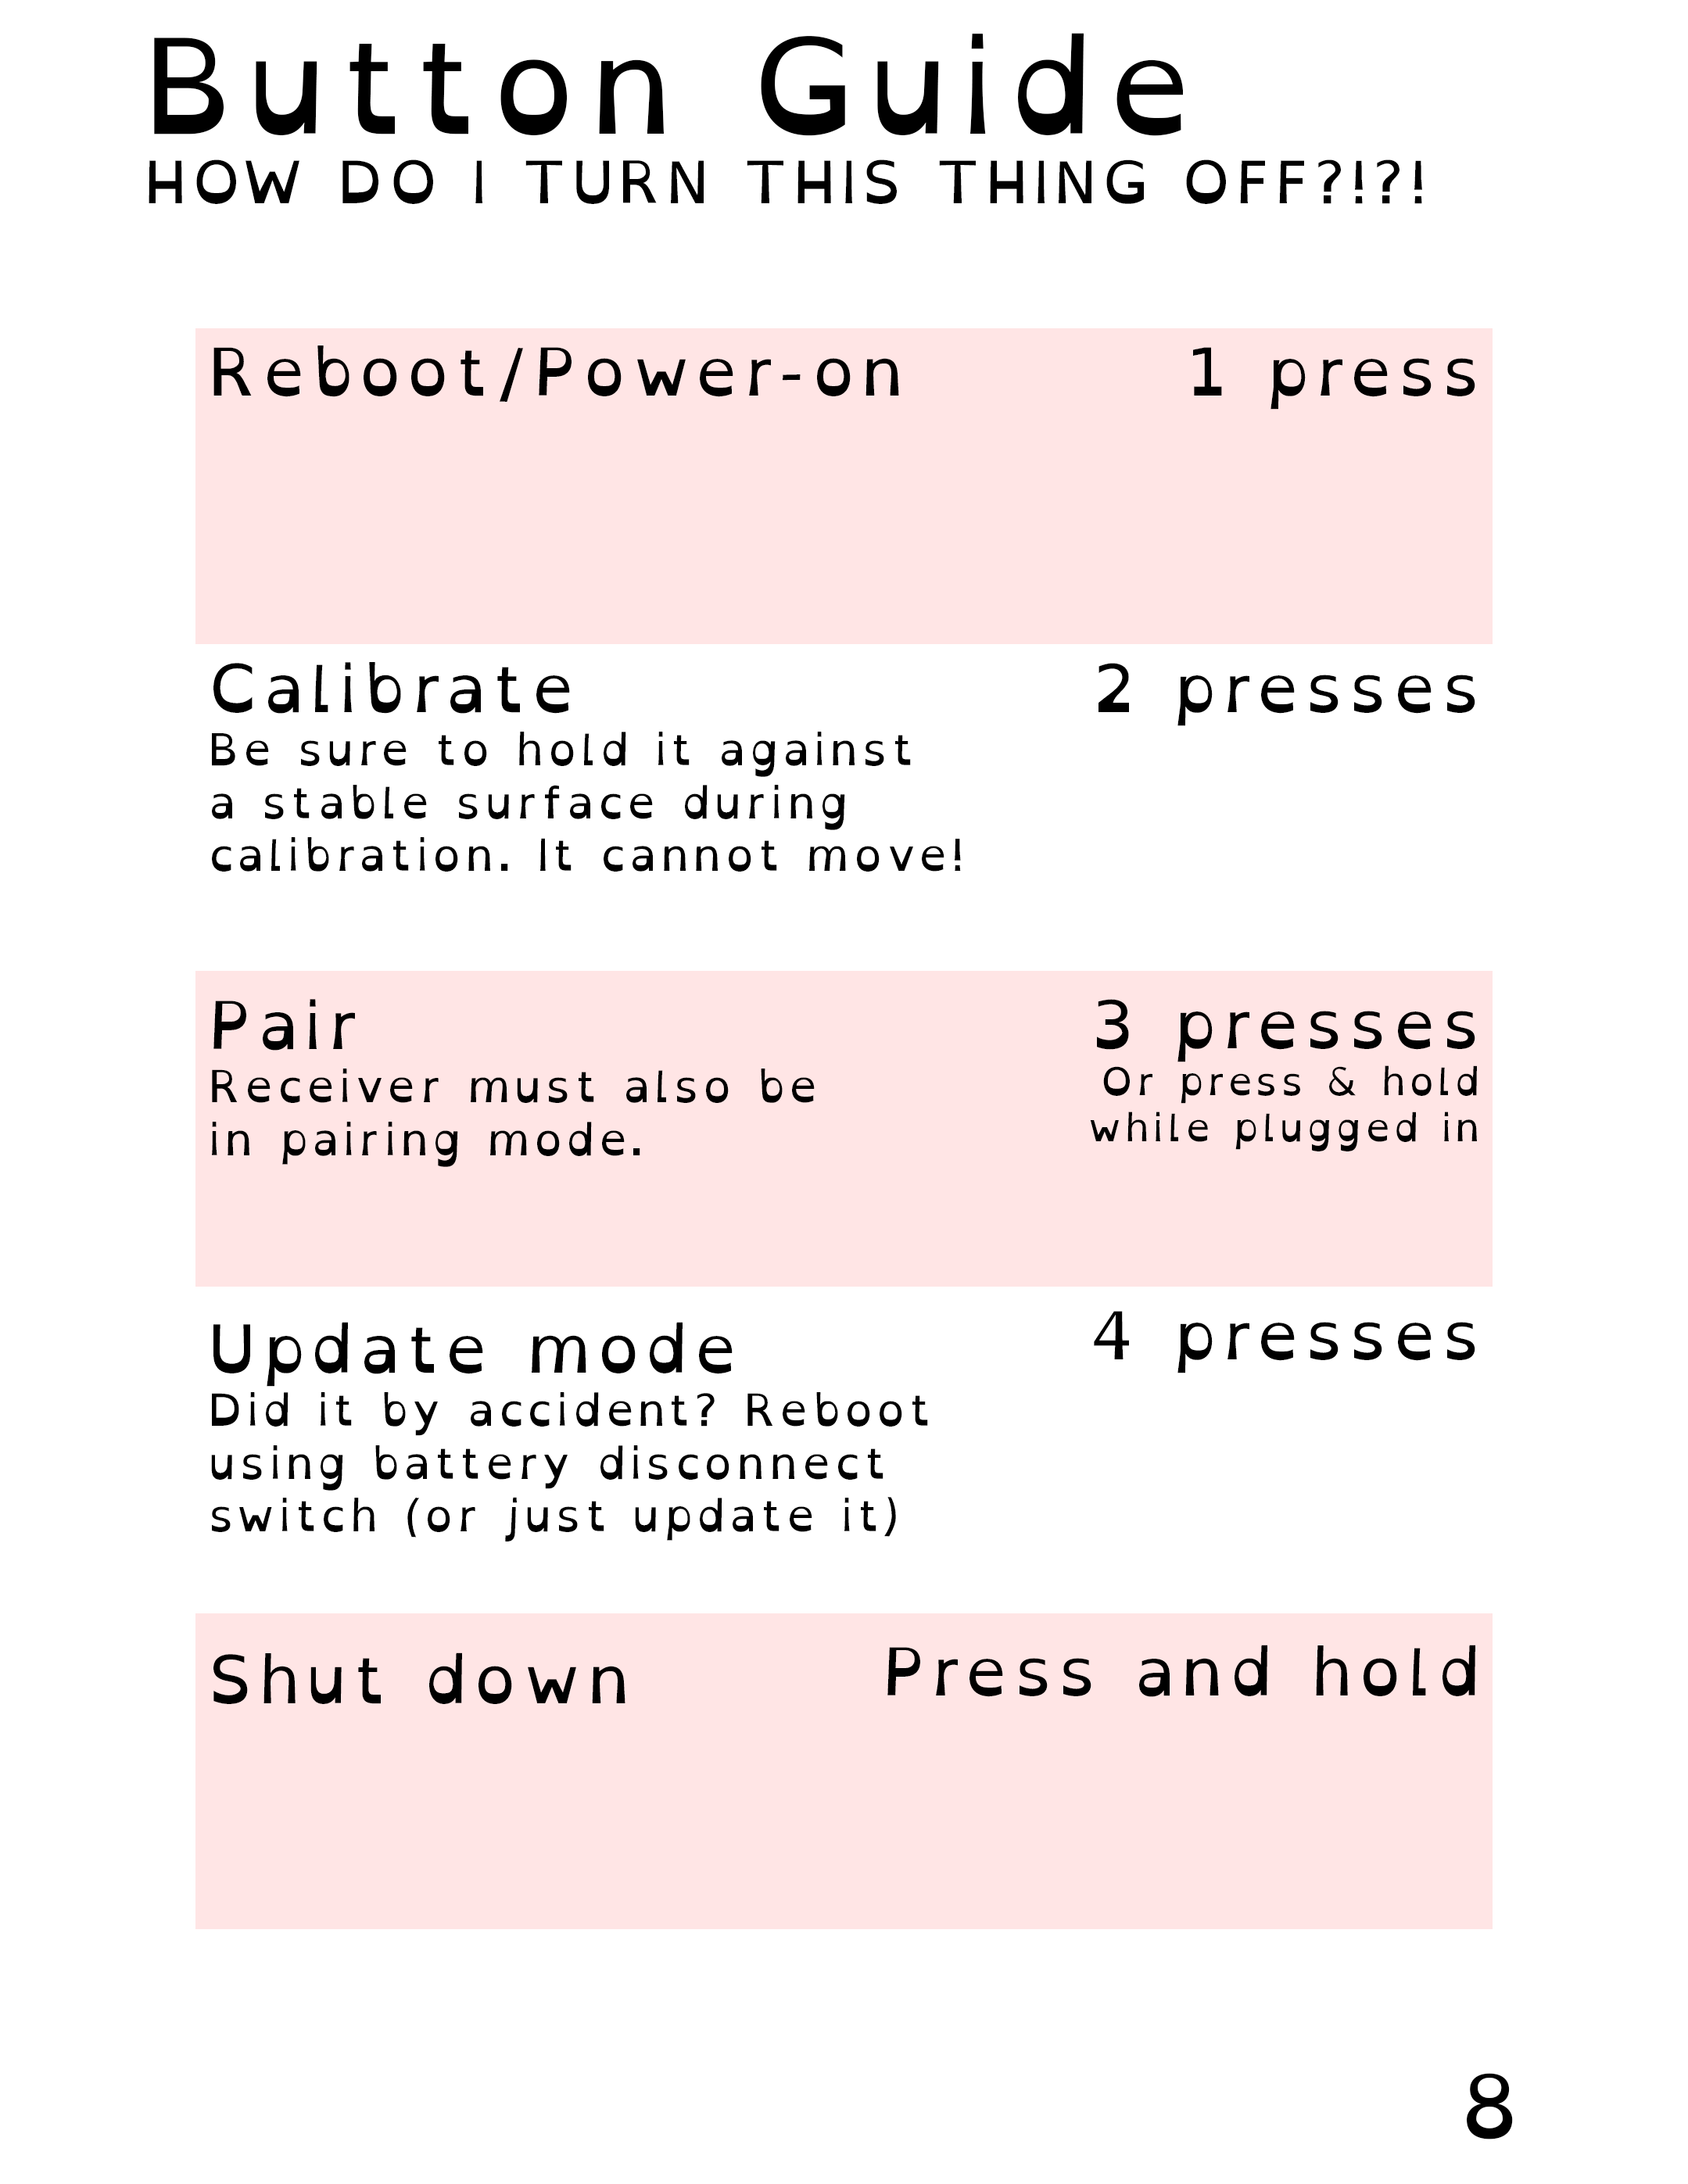 Button Guide
HOW DO I TURN THIS THING OFF?!?!
Reboot/Power-on 1 press
Calibrate 2 presses
Be sure to hold it against
a stable surface during
calibration. It cannot move!
Pair 3 presses
Receiver must also be
in pairing mode.
Or press & hold
while plugged in
Update mode 4 presses
Did it by accident? Reboot
using battery disconnect
switch (or just update it)
Shut down Press and hold
8